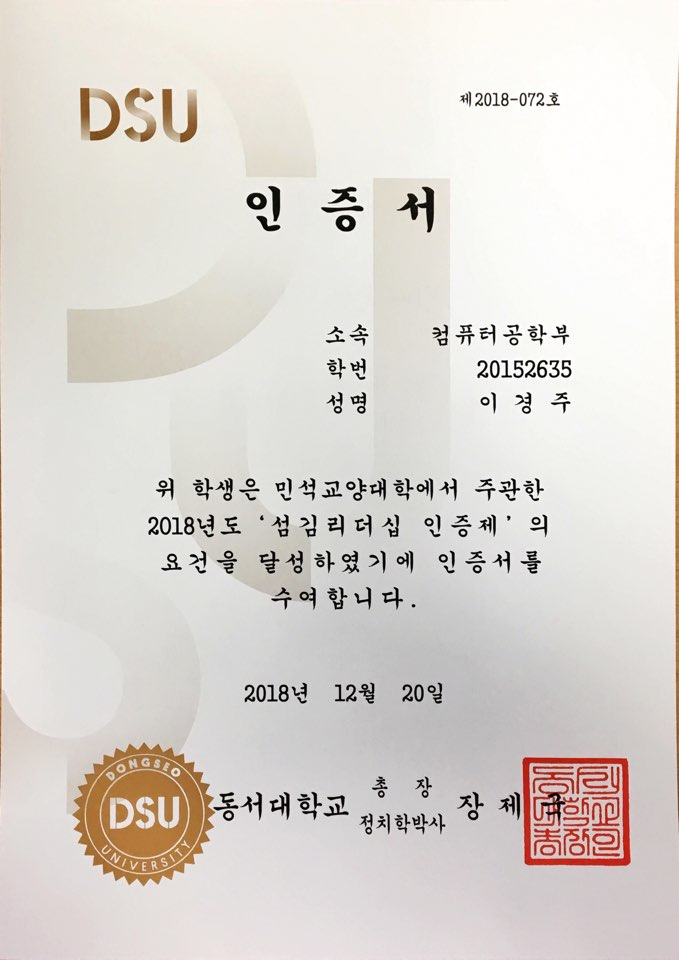 DSU
제2018-072호
인 증 서
소속 컴퓨터공학부
학번 20152635
성명 이 경 주
위 학생은 민석교양대학에서 주관한
2018년도 '섬김리더십 인증제' 의
요건을 달성하였기에 인증서를
수여합니다.
2018년 12월 20일
동서대학교 총 장 정치학박사 장 제 국
DONGSEO
DSU
UNIVERSITY